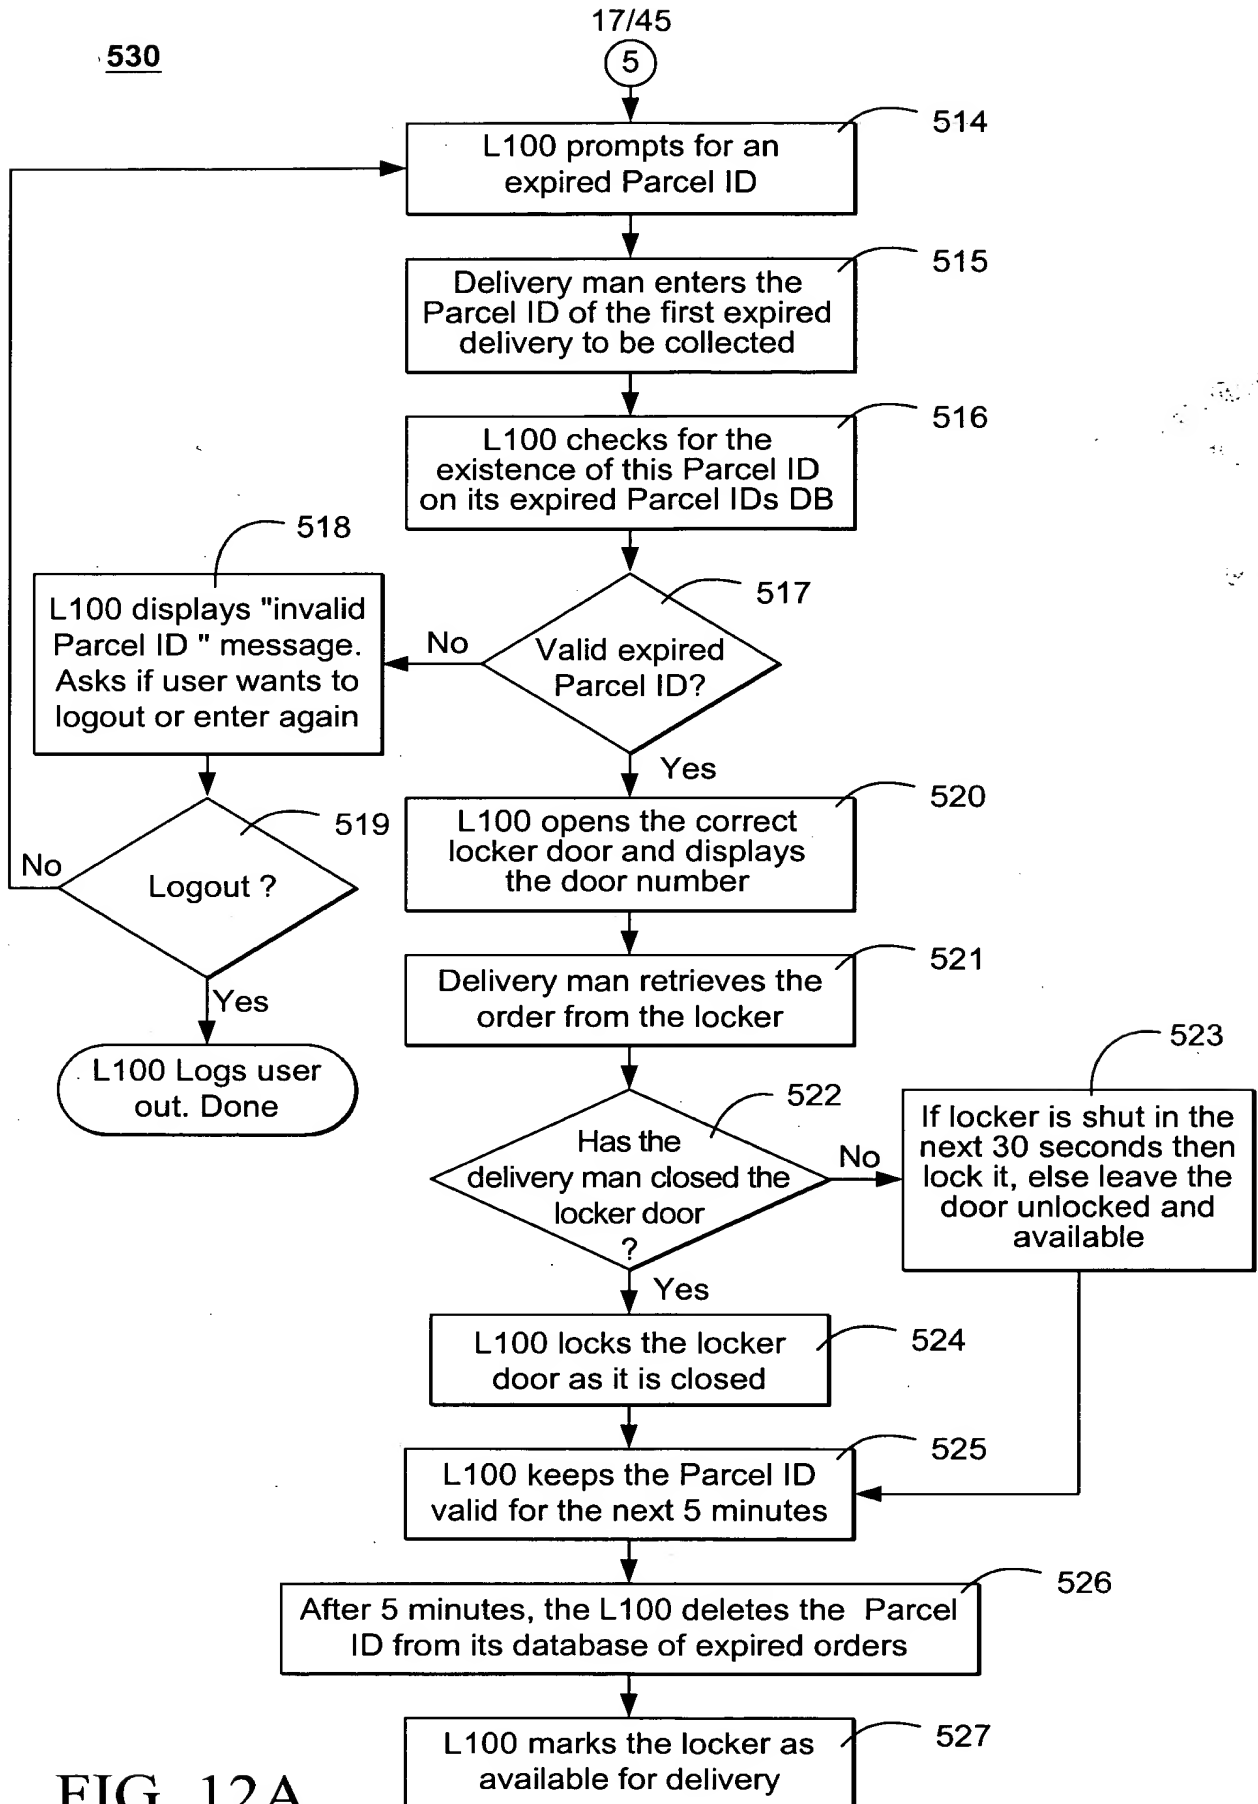 17/45
530
5
514
L100 prompts for an
expired Parcel ID
515
Delivery man enters the
Parcel ID of the first expired
delivery to be collected
516
L100 checks for the
existence of this Parcel ID
on its expired Parcel IDs DB
518
L100 displays "invalid
Parcel ID " message.
Asks if user wants to
logout or enter again
517
No
Valid expired
Parcel ID?
Yes
519
No
Logout ?
Yes
L100 Logs user
out. Done
520
L100 opens the correct
locker door and displays
the door number
521
Delivery man retrieves the
order from the locker
522
Has the
delivery man closed the
locker door
?
No
523
If locker is shut in the
next 30 seconds then
lock it, else leave the
door unlocked and
available
Yes
524
L100 locks the locker
door as it is closed
525
L100 keeps the Parcel ID
valid for the next 5 minutes
526
After 5 minutes, the L100 deletes the Parcel
ID from its database of expired orders
527
L100 marks the locker as
available for delivery
FIG. 12A